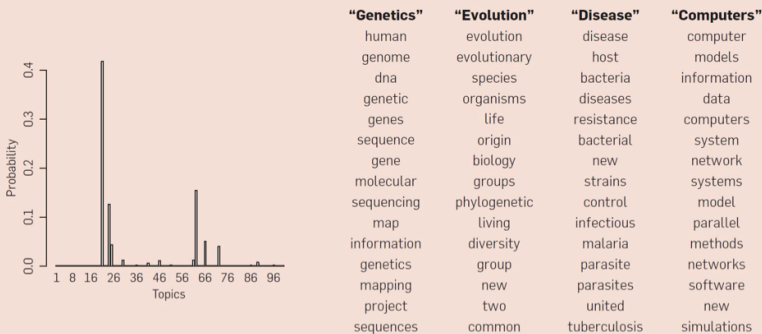 “Genetics” “Evolution” “Disease” “Computers”
human evolution disease computer
genome evolutionary host models
dna species bacteria information
genetic organisms diseases data
genes life resistance computers
sequence origin bacterial system
gene biology new network
molecular groups strains systems
sequencing phylogenetic control model
map living infectious parallel
information diversity malaria methods
genetics group parasite networks
mapping new parasites software
project two united new
sequences common tuberculosis simulations
Probability
0.4
0.3
0.2
0.1
0.0
1 8 16 26 36 46 56 66 76 86 96
Topics